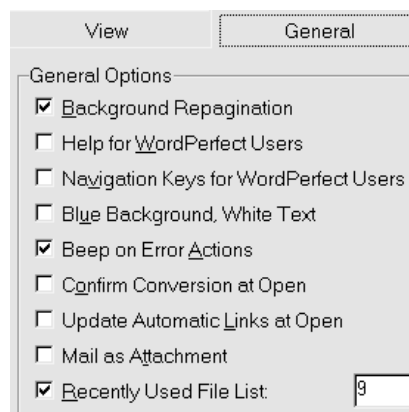 View General
General Options
Background Repagination
Help for WordPerfect Users
Navigation Keys for WordPerfect Users
Blue Background, White Text
Beep on Error Actions
Confirm Conversion at Open
Update Automatic Links at Open
Mail as Attachment
Recently Used File List: 9